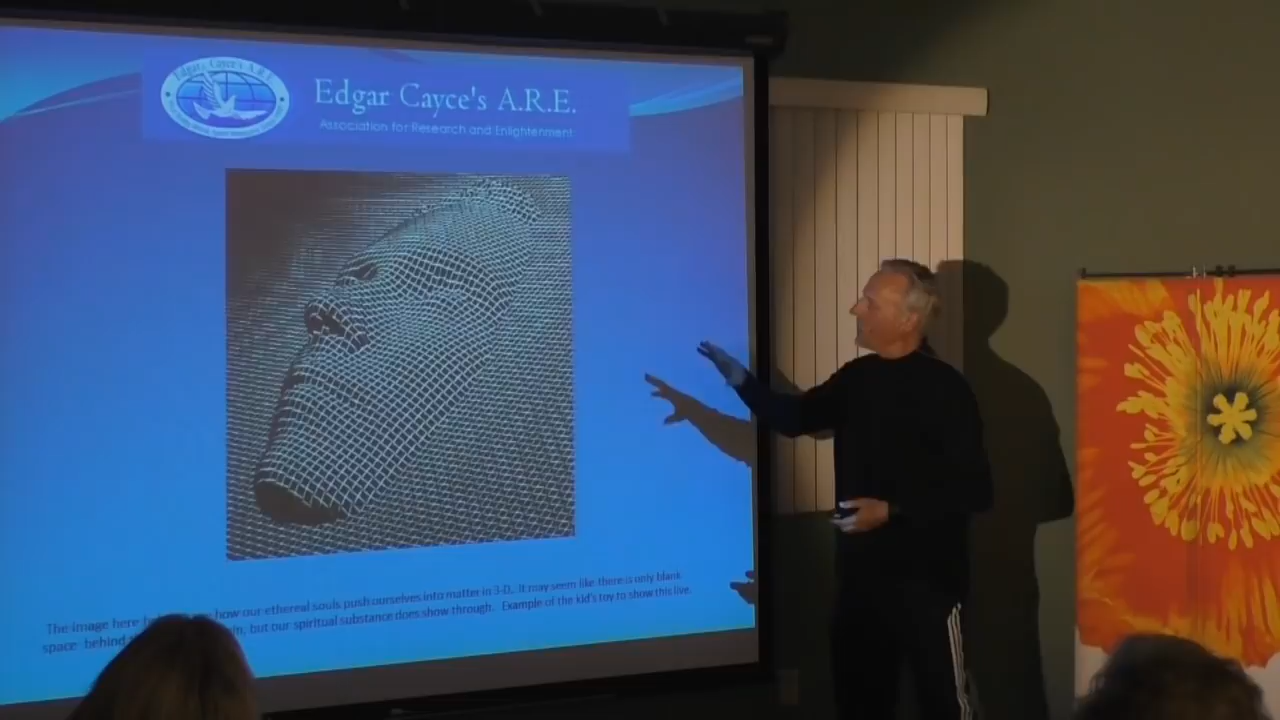 Edgar Cayce's A.R.E.
Edgar Cayce's A.R.E.
Association for Research and Enlightenment
The image here how our ethereal souls push ourselves into matter in 3-D. It may seem like there is only blank
space behind but our spiritual substance does show through. Example of the kid's toy to show this live.